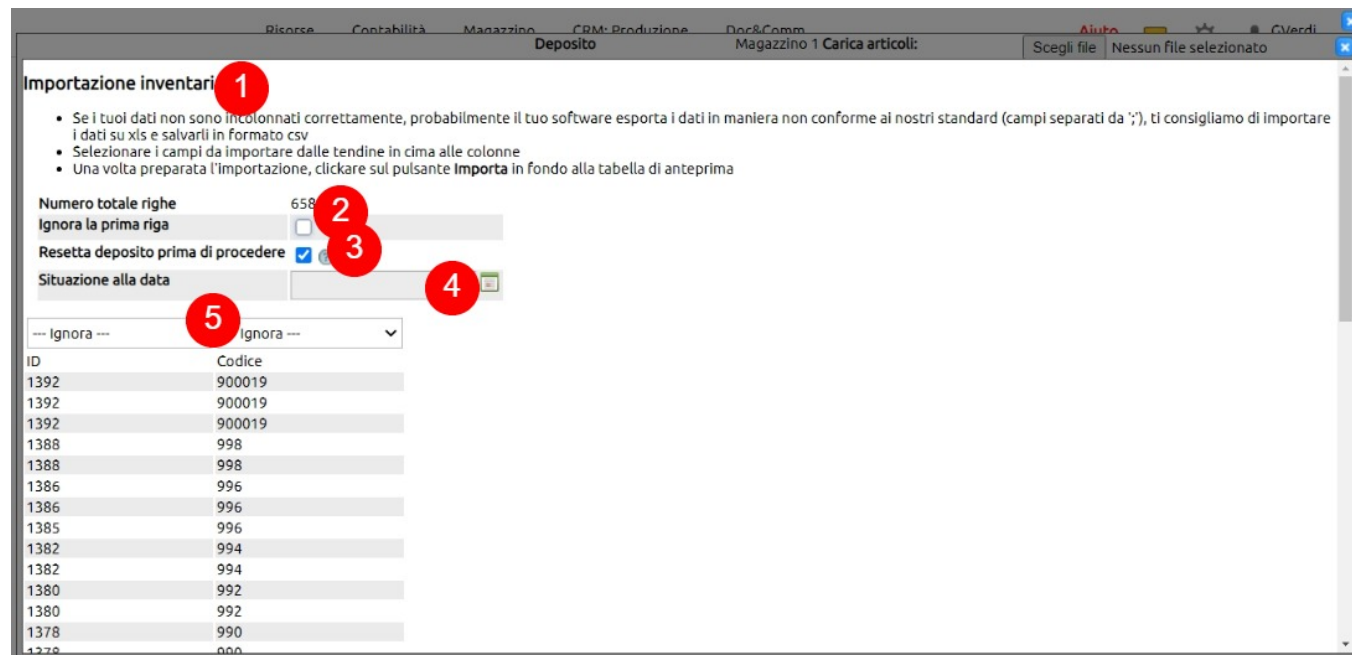 Risorse Contabilità Magazzino CRM: Produzione Doc&Comm Aiuto GVerdi
Deposito Magazzino 1 Carica articoli: Scegli file Nessun file selezionato
Importazione inventari
1
Se i tuoi dati non sono incolonnati correttamente, probabilmente il tuo software esporta i dati in maniera non conforme ai nostri standard (campi separati da ';'), ti consigliamo di importare
i dati su xls e salvarli in formato csv
Selezionare i campi da importare dalle tendine in cima alle colonne
Una volta preparata l'importazione, clickare sul pulsante Importa in fondo alla tabella di anteprima
Numero totale righe 658
2
Ignora la prima riga
Resetta deposito prima di procedere
3
Situazione alla data
4
5
--- Ignora --- Ignora ---
ID Codice
1392 900019
1392 900019
1392 900019
1388 998
1388 998
1386 996
1386 996
1385 996
1382 994
1382 994
1380 992
1380 992
1378 990
1378 990